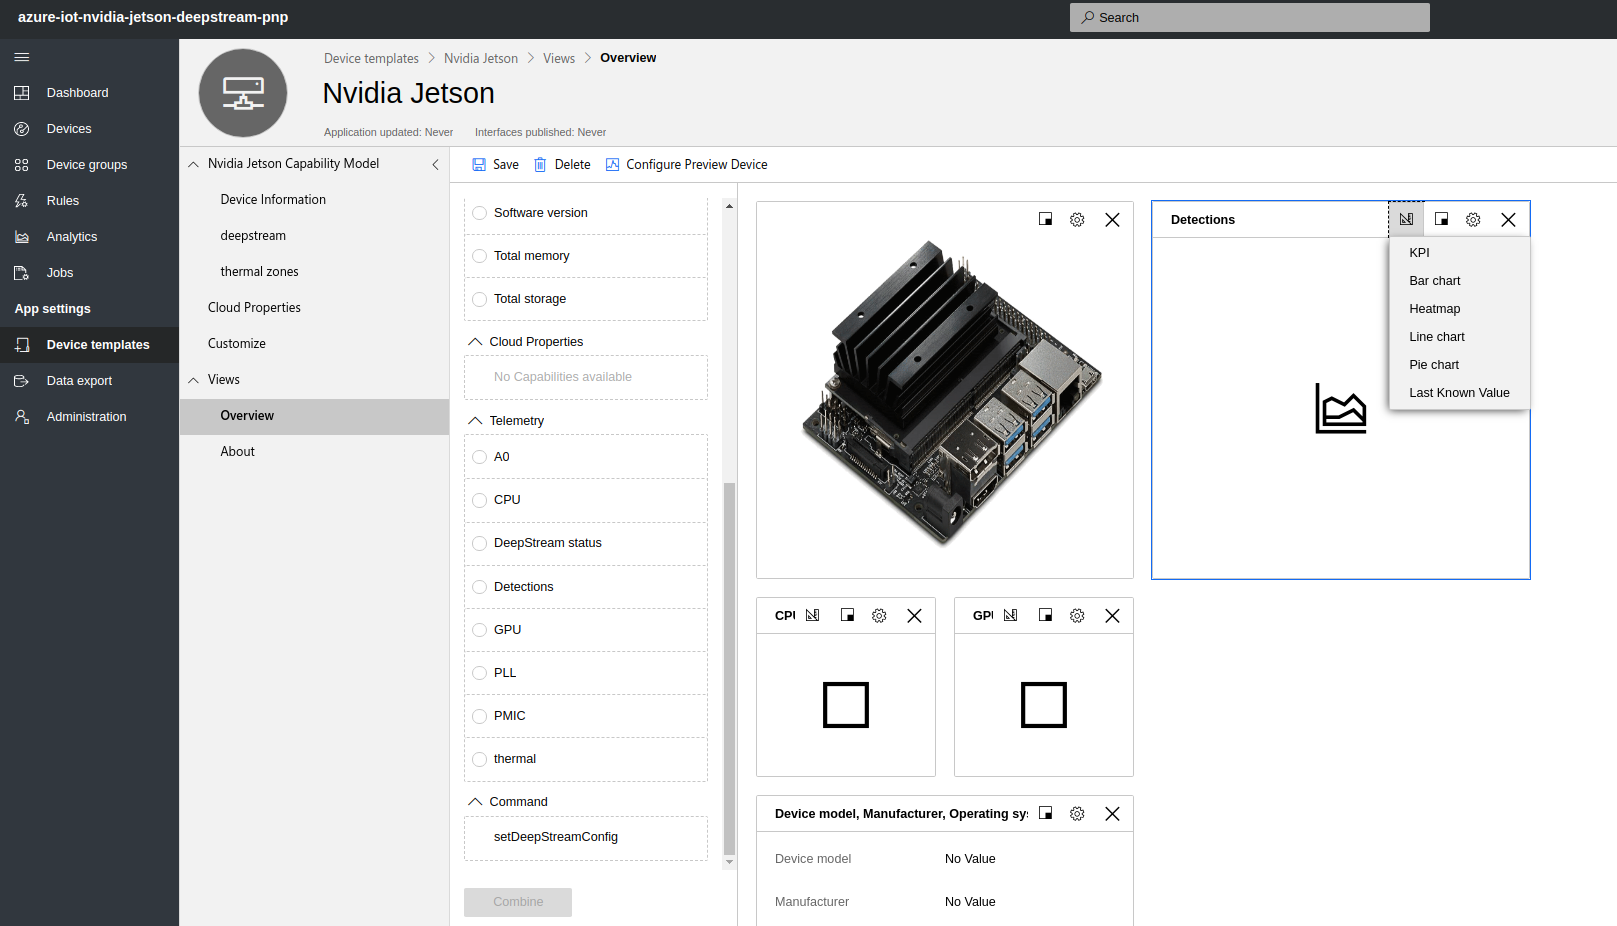 azure-iot-nvidia-jetson-deepstream-pnp
Search
Dashboard
Devices
Device groups
Rules
Analytics
Jobs
App settings
Device templates
Data export
Administration
Device templates > Nvidia Jetson > Views > Overview
Nvidia Jetson
Application updated: Never Interfaces published: Never
Nvidia Jetson Capability Model
Device Information
deepstream
thermal zones
Cloud Properties
Customize
Views
Overview
About
Save Delete Configure Preview Device
Software version
Total memory
Total storage
Cloud Properties
No Capabilities available
Telemetry
A0
CPU
DeepStream status
Detections
GPU
PLL
PMIC
thermal
Command
setDeepStreamConfig
Combine
Detections
KPI
Bar chart
Heatmap
Line chart
Pie chart
Last Known Value
CPU
GPU
Device model, Manufacturer, Operating sys
Device model No Value
Manufacturer No Value